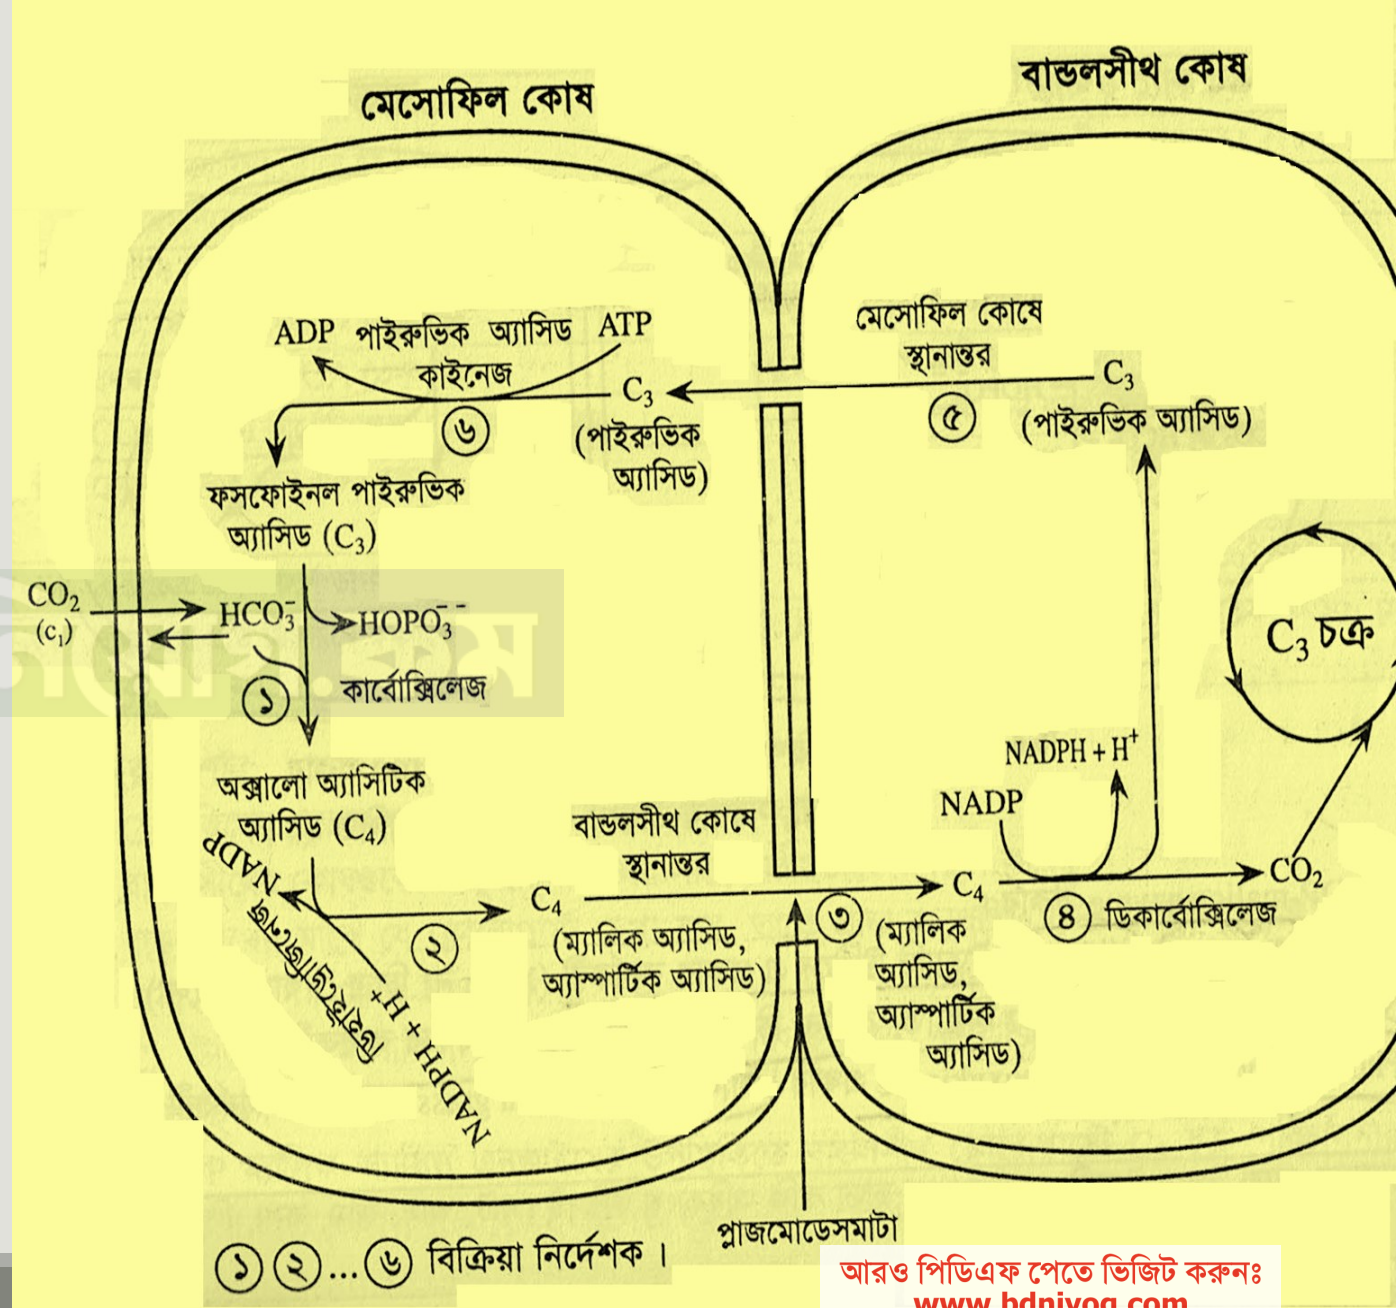 মেসোফিল কোষ
বান্ডলসীথ কোষ
ADP পাইরুভিক অ্যাসিড ATP
কাইনেজ
৬
C₃
(পাইরুভিক
অ্যাসিড)
মেসোফিল কোষে
স্থানান্তর
৫
C₃
(পাইরুভিক অ্যাসিড)
ফসফোইনল পাইরুভিক
অ্যাসিড (C₃)
CO₂
(c₁)
HCO₃⁻
HOPO₃⁻⁻
১
কার্বোক্সিলেজ
C₃ চক্র
অক্সালো অ্যাসিটিক
অ্যাসিড (C₄)
NADP
ডিহাইড্রোজিনেজ
NADPH + H⁺
২
C₄
(ম্যালিক অ্যাসিড,
অ্যাস্পার্টিক অ্যাসিড)
বান্ডলসীথ কোষে
স্থানান্তর
৩
C₄
(ম্যালিক
অ্যাসিড,
অ্যাস্পার্টিক
অ্যাসিড)
NADP
NADPH + H⁺
৪ ডিকার্বোক্সিলেজ
CO₂
প্লাজমোডেসমাটা
১ ২ ... ৬ বিক্রিয়া নির্দেশক ।
আরও পিডিএফ পেতে ভিজিট করুনঃ
www.bdniyog.com
নিয়োগ.কম